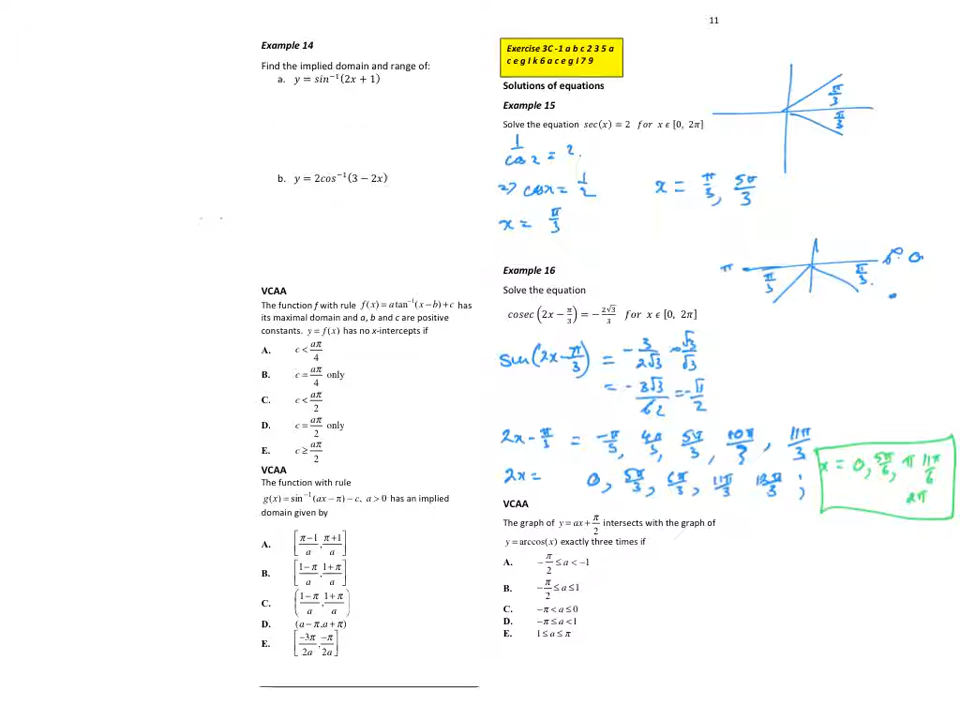 11
Example 14
Find the implied domain and range of:
a. y = sin⁻¹(2x + 1)
b. y = 2cos⁻¹(3 − 2x)
VCAA
The function f with rule f(x) = a tan⁻¹(x−b)+c has
its maximal domain and a, b and c are positive
constants. y = f(x) has no x-intercepts if
A. c < aπ/4
B. c = aπ/4 only
C. c < aπ/2
D. c = aπ/2 only
E. c ≥ aπ/2
VCAA
The function with rule
g(x) = sin⁻¹(ax − π) − c, a > 0 has an implied
domain given by
A. [π−1/a, π+1/a]
B. [1−π/a, 1+π/a]
C. (1−π/a, 1+π/a)
D. (a − π, a + π)
E. [−3π/2a, −π/2a]
Exercise 3C -1 a b c 2 3 5 a
c e g I k 6 a c e g I 7 9
Solutions of equations
Example 15
Solve the equation sec(x) = 2 for x ϵ [0, 2π]
1/cos x = 2
=> cos x = 1/2
x = π/3
x = π/3, 5π/3
π/3
π/3
Example 16
Solve the equation
cosec(2x − π/3) = −2√3/3 for x ϵ [0, 2π]
π
π/3
π/3
0
sin(2x − π/3) = −3/2√3 × √3/√3
= −3√3/62 = −√3/2
2x − π/3 = −π/3, 4π/3, 5π/3, 10π/3, 11π/3
2x = 0, 5π/3, 6π/3, 11π/3, 12π/3;
x = 0, 5π/6, π, 11π/6
2π
VCAA
The graph of y = ax + π/2 intersects with the graph of
y = arccos(x) exactly three times if
A. −π/2 ≤ a < −1
B. −π/2 ≤ a ≤ 1
C. −π < a ≤ 0
D. −π ≤ a < 1
E. 1 ≤ a ≤ π